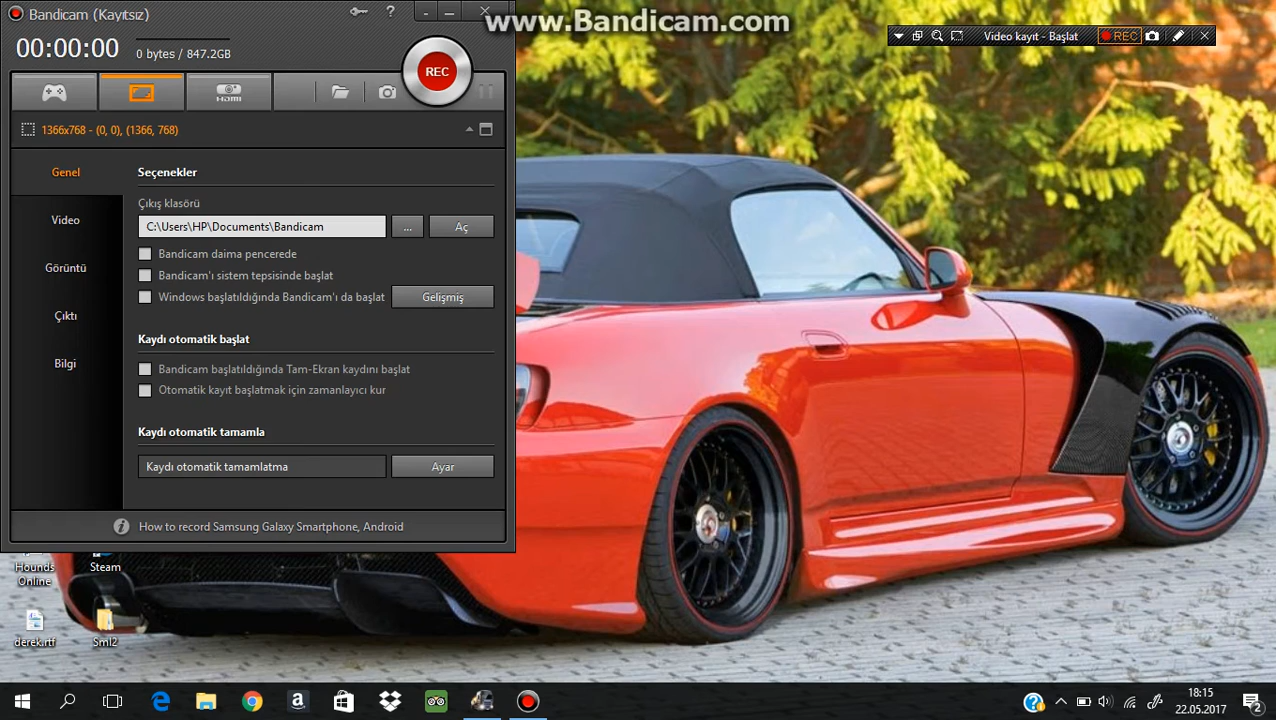 Bandicam (Kayıtsız)
www.Bandicam.com
00:00:00
0 bytes / 847.2GB
REC
Video kayıt - Başlat
REC
HDMI
1366x768 - (0, 0), (1366, 768)
Genel
Video
Görüntü
Çıktı
Bilgi
Seçenekler
Çıkış klasörü
C:\Users\HP\Documents\Bandicam
...
Aç
Bandicam daima pencerede
Bandicam'ı sistem tepsisinde başlat
Windows başlatıldığında Bandicam'ı da başlat
Gelişmiş
Kaydı otomatik başlat
Bandicam başlatıldığında Tam-Ekran kaydını başlat
Otomatik kayıt başlatmak için zamanlayıcı kur
Kaydı otomatik tamamla
Kaydı otomatik tamamlatma
Ayar
How to record Samsung Galaxy Smartphone, Android
Hounds
Online
Steam
derek.rtf
Sml2
18:15
22.05.2017
2